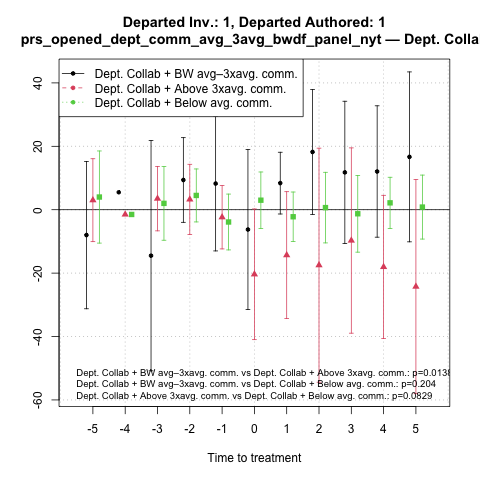 Departed Inv.: 1, Departed Authored: 1
prs_opened_dept_comm_avg_3avg_bwdf_panel_nyt — Dept. Colla
Dept. Collab + BW avg–3xavg. comm.
Dept. Collab + Above 3xavg. comm.
Dept. Collab + Below avg. comm.
40
20
0
-20
-40
-60
Dept. Collab + BW avg–3xavg. comm. vs Dept. Collab + Above 3xavg. comm.: p=0.0138
Dept. Collab + BW avg–3xavg. comm. vs Dept. Collab + Below avg. comm.: p=0.204
Dept. Collab + Above 3xavg. comm. vs Dept. Collab + Below avg. comm.: p=0.0829
-5 -4 -3 -2 -1 0 1 2 3 4 5
Time to treatment